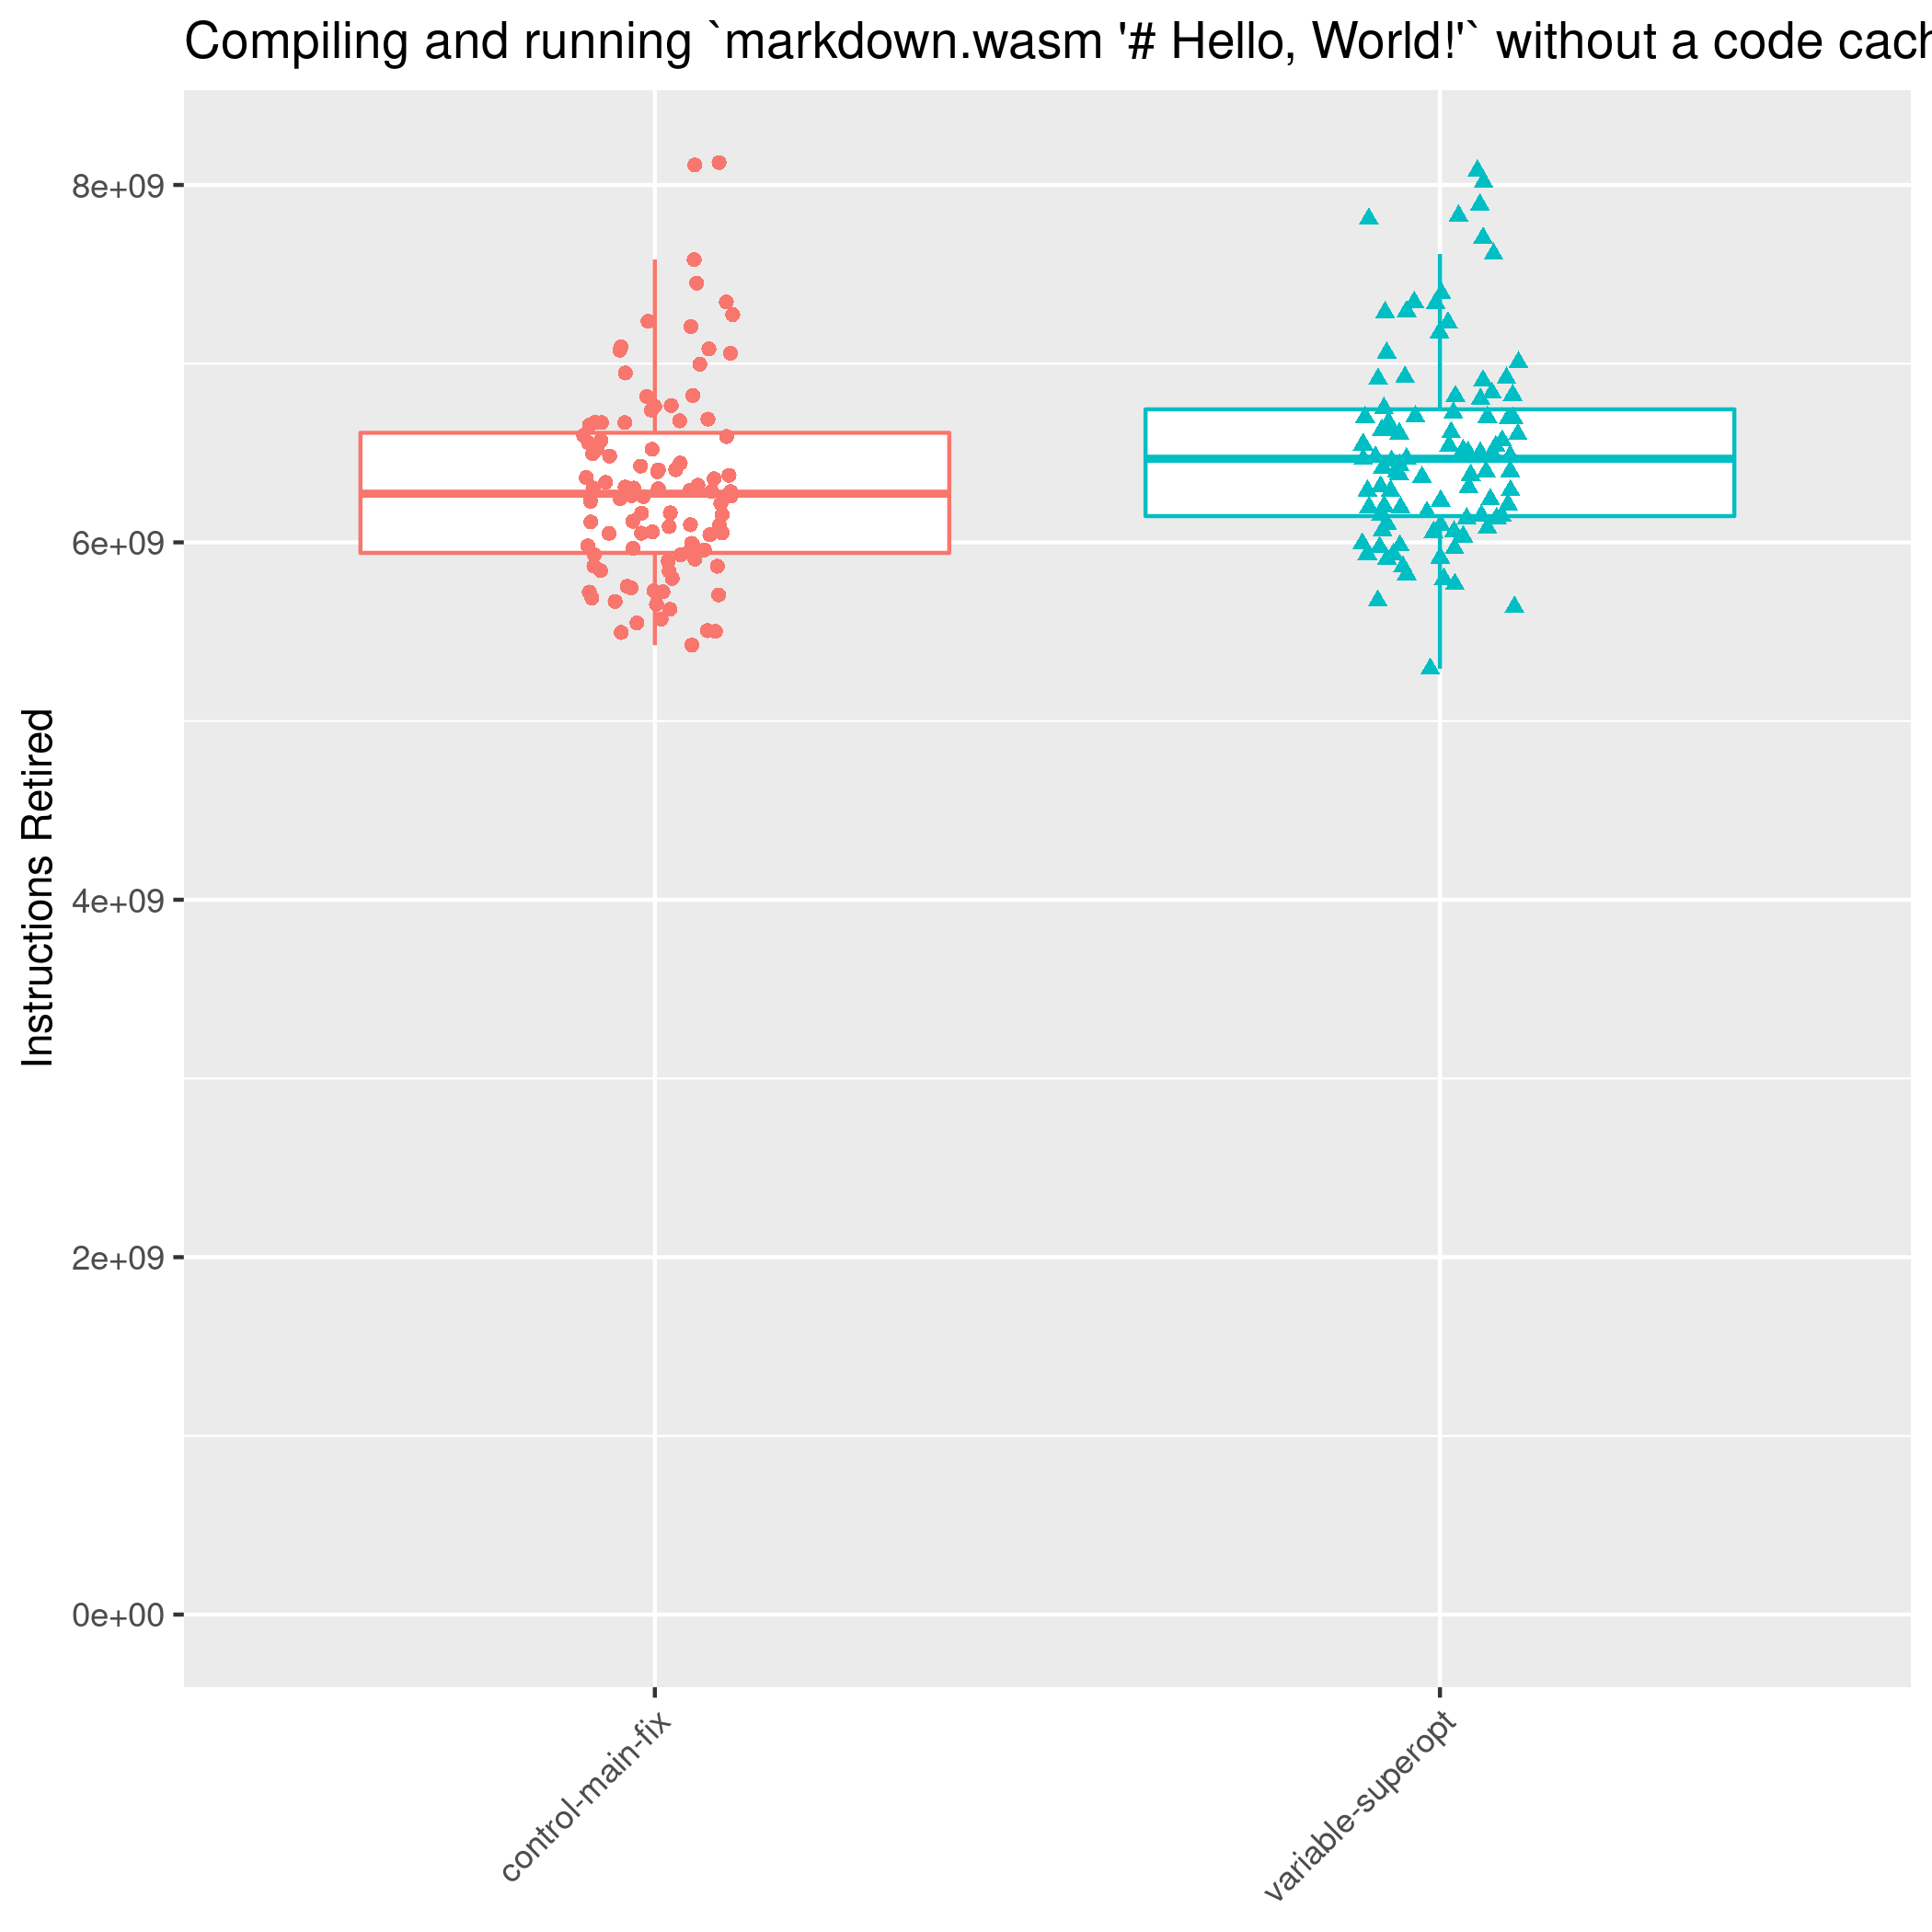 Compiling and running `markdown.wasm '# Hello, World!'` without a code cach
8e+09
6e+09
4e+09
2e+09
0e+00
Instructions Retired
control-main-fix
variable-superopt